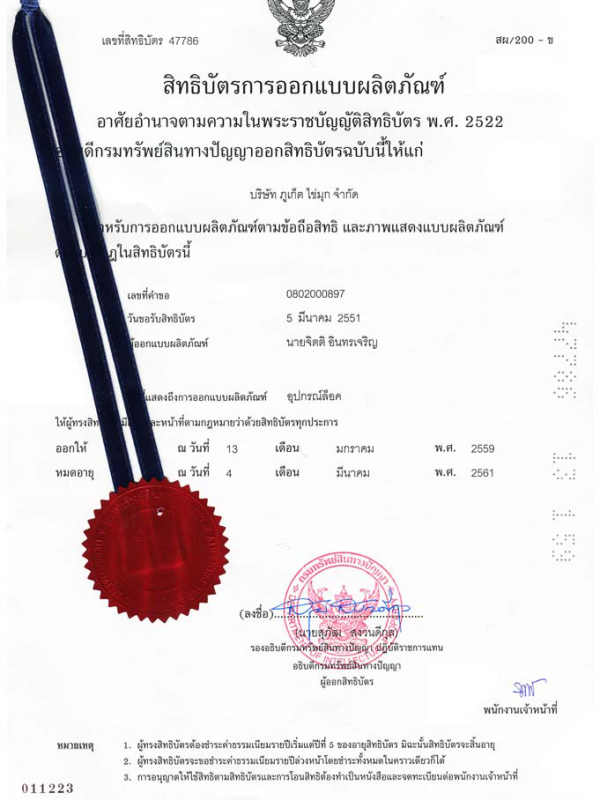 เลขที่สิทธิบัตร 47786
สผ/200 - ข
สิทธิบัตรการออกแบบผลิตภัณฑ์
อาศัยอำนาจตามความในพระราชบัญญัติสิทธิบัตร พ.ศ. 2522
ดีกรมทรัพย์สินทางปัญญาออกสิทธิบัตรฉบับนี้ให้แก่
บริษัท ภูเก็ต ไข่มุก จำกัด
หรับการออกแบบผลิตภัณฑ์ตามข้อถือสิทธิ และภาพแสดงแบบผลิตภัณฑ์
ในสิทธิบัตรนี้
เลขที่คำขอ 0802000897
วันขอรับสิทธิบัตร 5 มีนาคม 2551
ผู้ออกแบบผลิตภัณฑ์ นายจิตติ อินทรเจริญ
แสดงถึงการออกแบบผลิตภัณฑ์ อุปกรณ์ล็อค
ให้ผู้ทรงสิท และหน้าที่ตามกฎหมายว่าด้วยสิทธิบัตรทุกประการ
ออกให้ ณ วันที่ 13 เดือน มกราคม พ.ศ. 2559
หมดอายุ ณ วันที่ 4 เดือน มีนาคม พ.ศ. 2561
กรมทรัพย์สินทางปัญญา
DEPARTMENT OF INTELLECTUAL PROPERTY
(ลงชื่อ)
รองอธิบดีกรมทรัพย์สินทางปัญญา ปฏิบัติราชการแทน
อธิบดีกรมทรัพย์สินทางปัญญา
ผู้ออกสิทธิบัตร
พนักงานเจ้าหน้าที่
หมายเหตุ 1. ผู้ทรงสิทธิบัตรต้องชำระค่าธรรมเนียมรายปีเริ่มแต่ปีที่ 5 ของอายุสิทธิบัตร มิฉะนั้นสิทธิบัตรจะสิ้นอายุ
2. ผู้ทรงสิทธิบัตรจะขอชำระค่าธรรมเนียมรายปีล่วงหน้าโดยชำระทั้งหมดในคราวเดียวก็ได้
3. การอนุญาตให้ใช้สิทธิตามสิทธิบัตรและการโอนสิทธิต้องทำเป็นหนังสือและจดทะเบียนต่อพนักงานเจ้าหน้าที่
011223